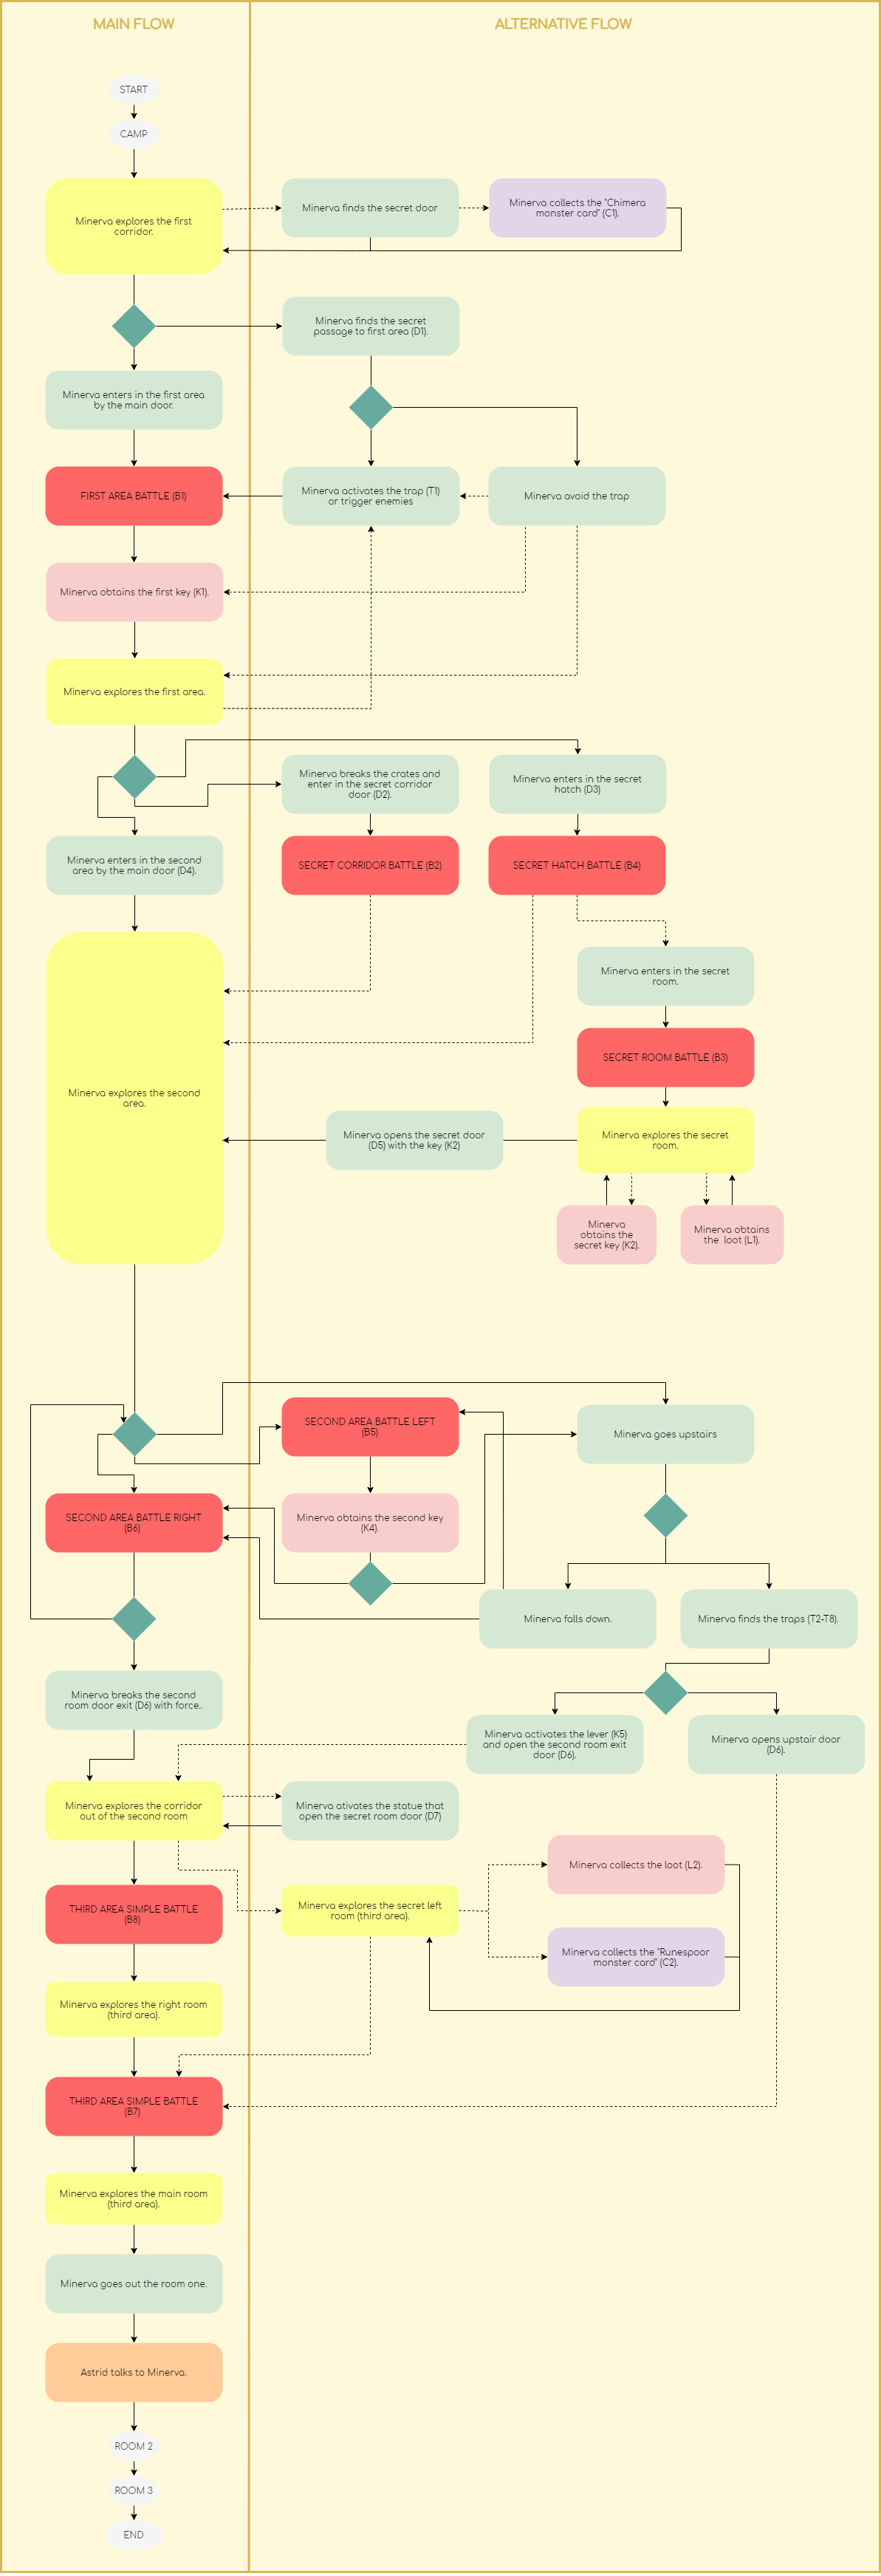 MAIN FLOW
ALTERNATIVE FLOW
START
CAMP
Minerva explores the first
corridor.
Minerva finds the secret door
Minerva collects the "Chimera
monster card" (C1).
Minerva finds the secret
passage to first area (D1).
Minerva enters in the first area
by the main door.
FIRST AREA BATTLE (B1)
Minerva activates the trap (T1)
or trigger enemies
Minerva avoid the trap
Minerva obtains the first key (K1).
Minerva explores the first area.
Minerva breaks the crates and
enter in the secret corridor
door (D2).
Minerva enters in the secret
hatch (D3)
Minerva enters in the second
area by the main door (D4).
SECRET CORRIDOR BATTLE (B2)
SECRET HATCH BATTLE (B4)
Minerva enters in the secret
room.
SECRET ROOM BATTLE (B3)
Minerva explores the second
area.
Minerva opens the secret door
(D5) with the key (K2)
Minerva explores the secret
room.
Minerva
obtains the
secret key (K2).
Minerva obtains
the loot (L1).
SECOND AREA BATTLE LEFT
(B5)
Minerva goes upstairs
SECOND AREA BATTLE RIGHT
(B6)
Minerva obtains the second key
(K4).
Minerva falls down.
Minerva finds the traps (T2-T8).
Minerva breaks the second
room door exit (D6) with force..
Minerva activates the lever (K5)
and open the second room exit
door (D6).
Minerva opens upstair door
(D6).
Minerva explores the corridor
out of the second room
Minerva ativates the statue that
open the secret room door (D7)
Minerva collects the loot (L2).
THIRD AREA SIMPLE BATTLE
(B8)
Minerva explores the secret left
room (third area).
Minerva collects the "Runespoor
monster card" (C2).
Minerva explores the right room
(third area).
THIRD AREA SIMPLE BATTLE
(B7)
Minerva explores the main room
(third area).
Minerva goes out the room one.
Astrid talks to Minerva.
ROOM 2
ROOM 3
END